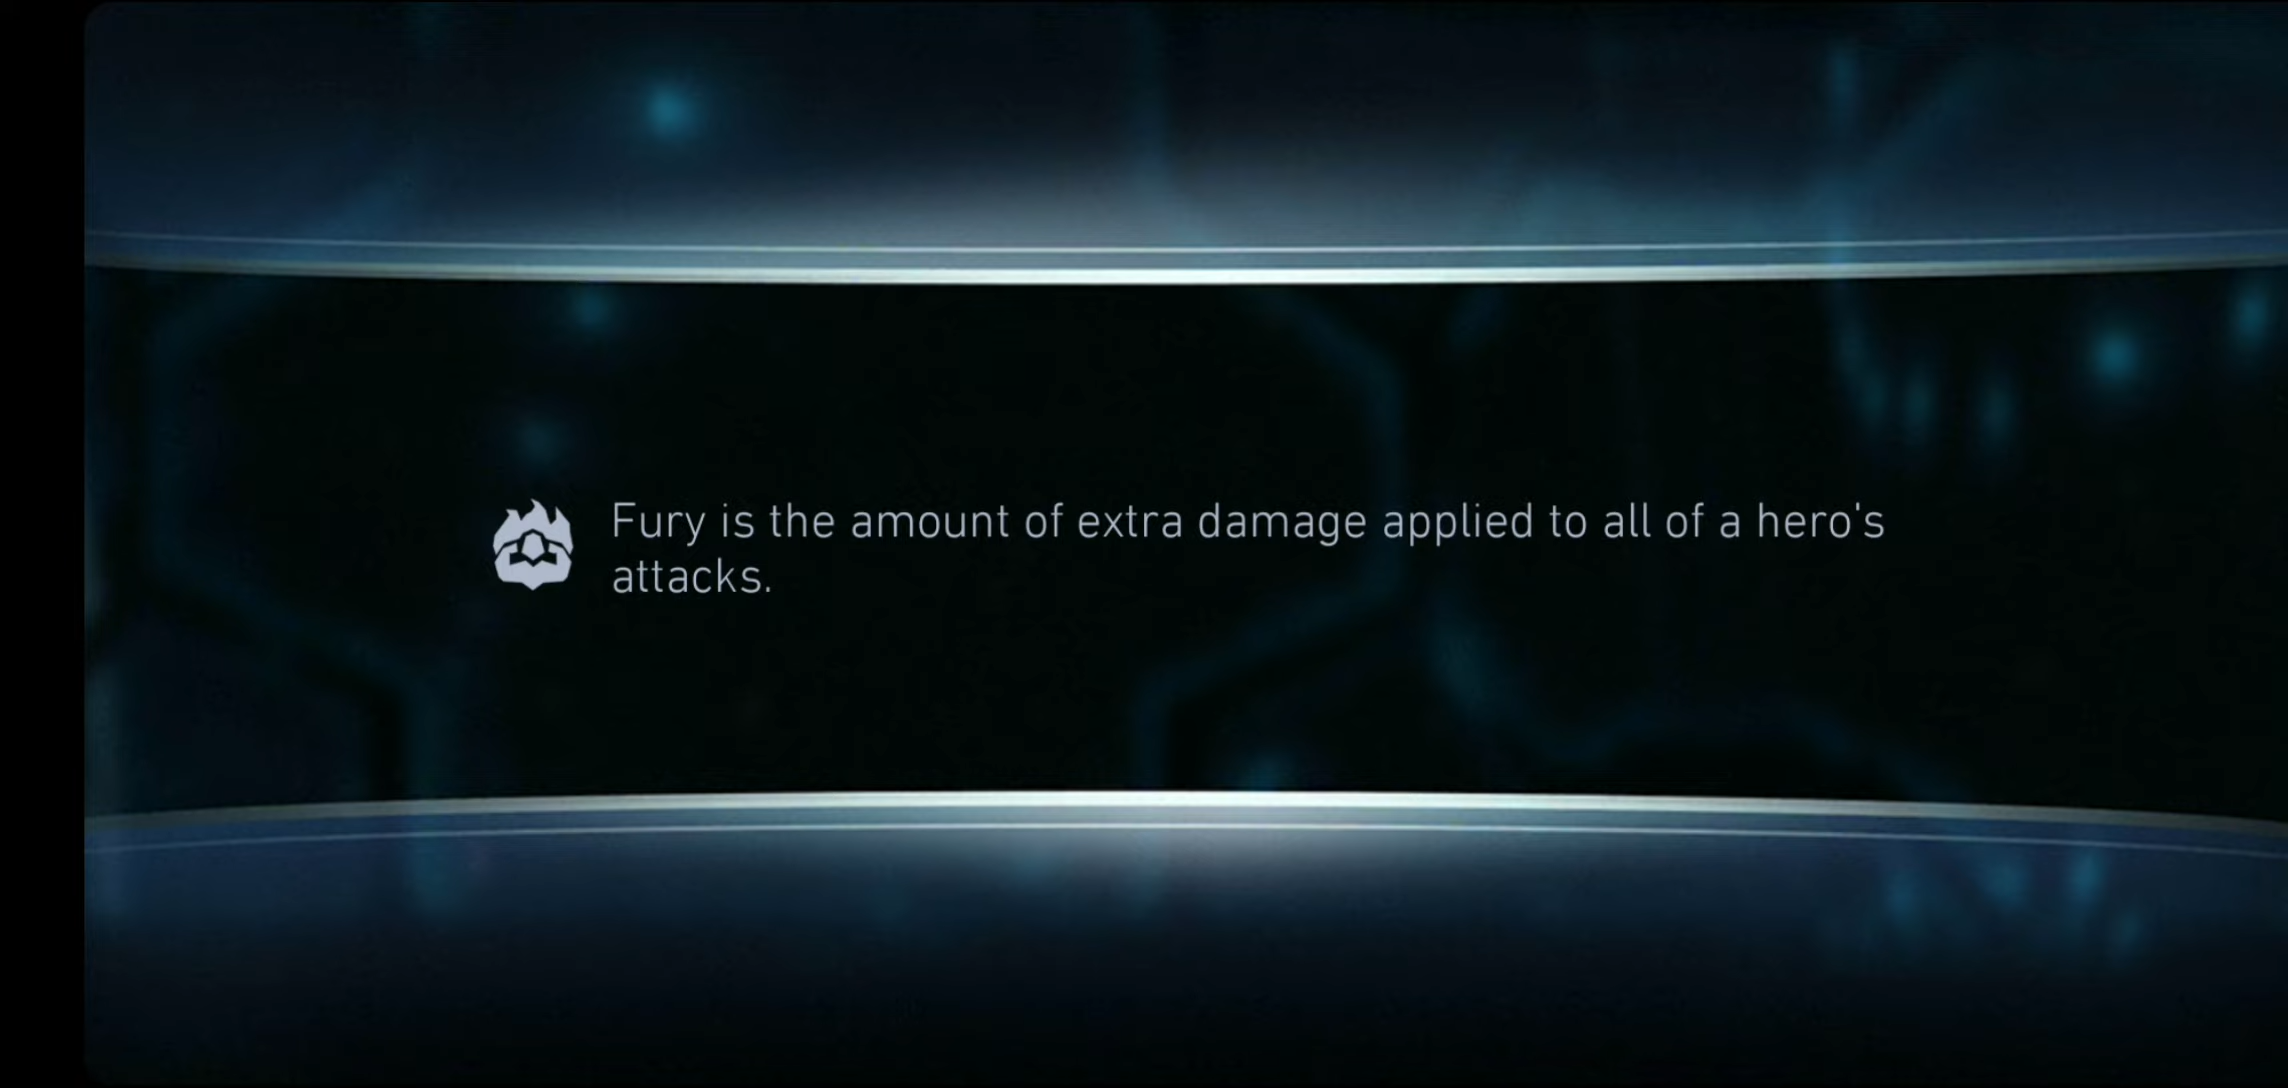 Fury is the amount of extra damage applied to all of a hero's
attacks.